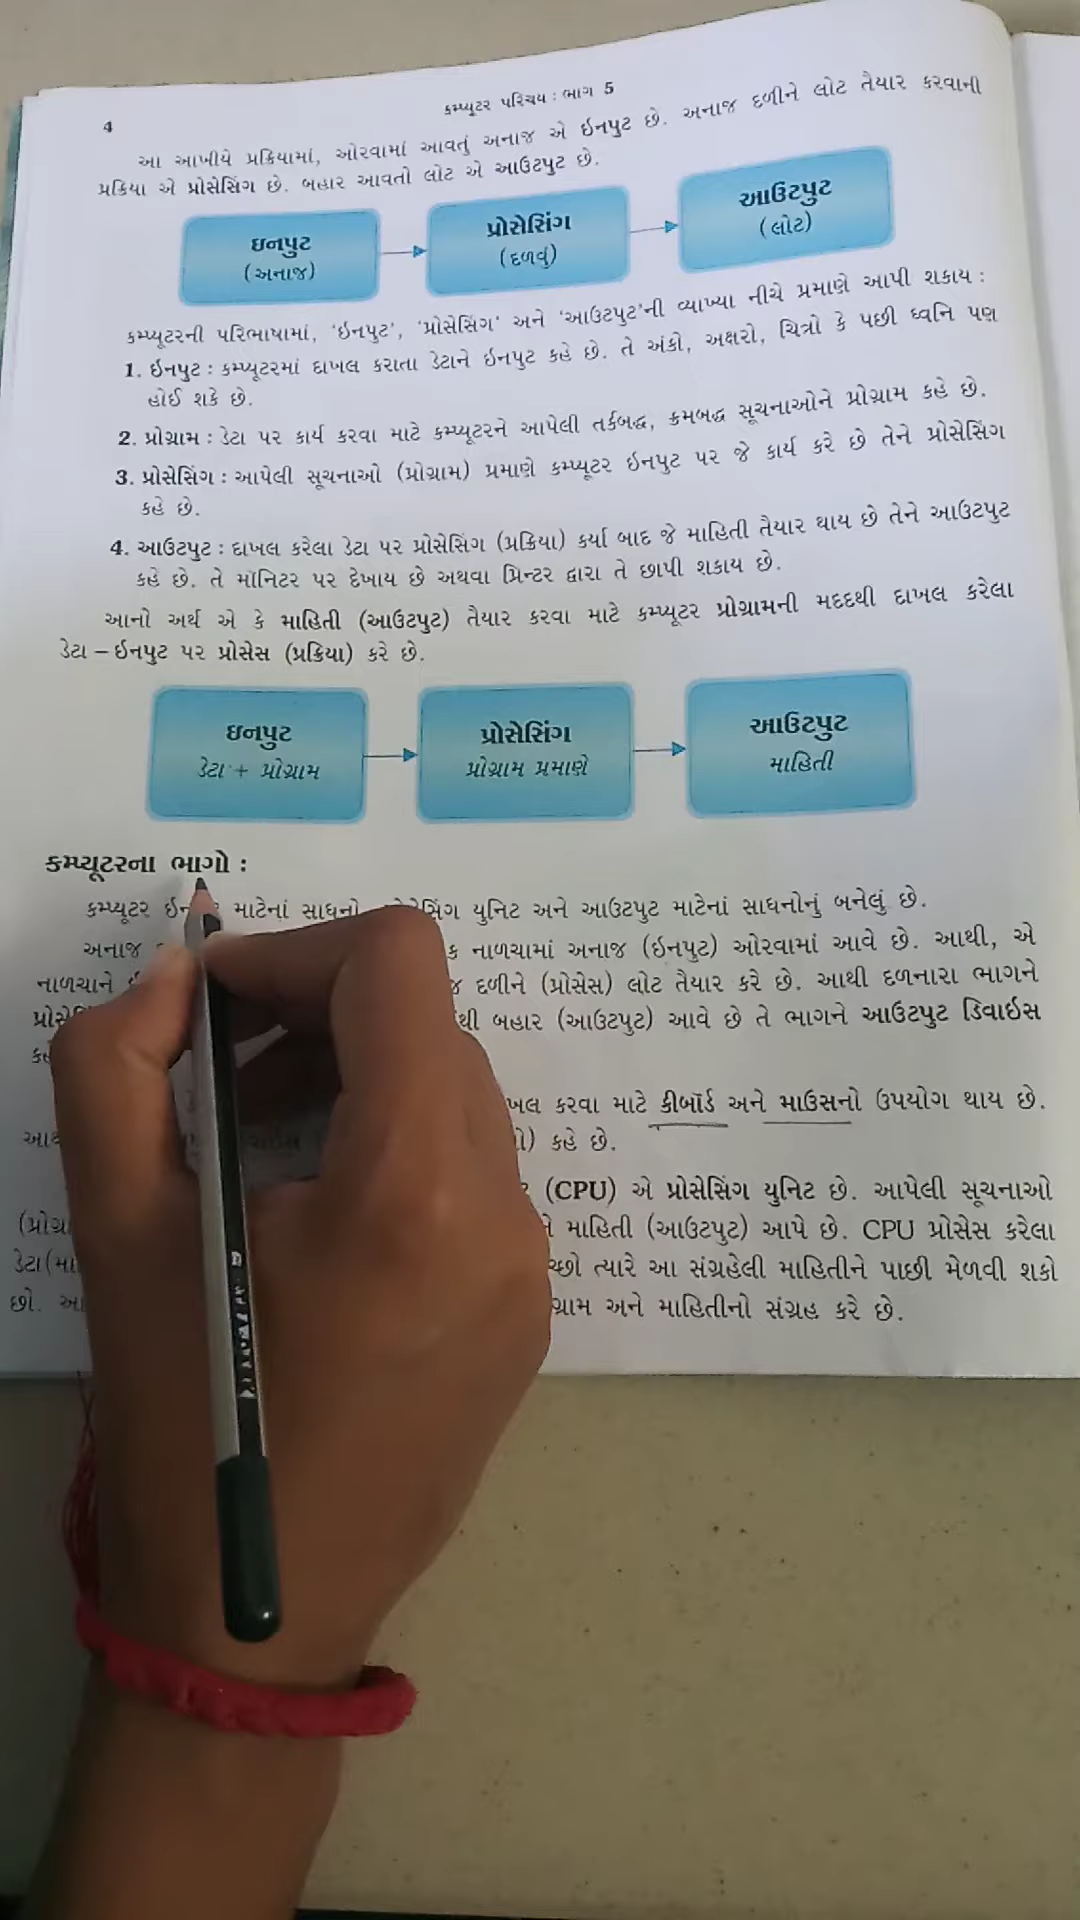 4
કમ્પ્યૂટર પરિચય : ભાગ 5
આ આખીયે પ્રક્રિયામાં, ઓરવામાં આવતું અનાજ એ ઇનપુટ છે. અનાજ દળીને લોટ તૈયાર કરવાની
પ્રક્રિયા એ પ્રોસેસિંગ છે. બહાર આવતો લોટ એ આઉટપુટ છે.
ઇનપુટ
(અનાજ)
પ્રોસેસિંગ
(દળવું)
આઉટપુટ
(લોટ)
કમ્પ્યૂટરની પરિભાષામાં, ‘ઇનપુટ’, ‘પ્રોસેસિંગ’ અને ‘આઉટપુટ’ની વ્યાખ્યા નીચે પ્રમાણે આપી શકાય :
1. ઇનપુટ : કમ્પ્યૂટરમાં દાખલ કરાતા ડેટાને ઇનપુટ કહે છે. તે અંકો, અક્ષરો, ચિત્રો કે પછી ધ્વનિ પણ
હોઈ શકે છે.
2. પ્રોગ્રામ : ડેટા પર કાર્ય કરવા માટે કમ્પ્યૂટરને આપેલી તર્કબદ્ધ, ક્રમબદ્ધ સૂચનાઓને પ્રોગ્રામ કહે છે.
3. પ્રોસેસિંગ : આપેલી સૂચનાઓ (પ્રોગ્રામ) પ્રમાણે કમ્પ્યૂટર ઇનપુટ પર જે કાર્ય કરે છે તેને પ્રોસેસિંગ
કહે છે.
4. આઉટપુટ : દાખલ કરેલા ડેટા પર પ્રોસેસિંગ (પ્રક્રિયા) કર્યા બાદ જે માહિતી તૈયાર થાય છે તેને આઉટપુટ
કહે છે. તે મૉનિટર પર દેખાય છે અથવા પ્રિન્ટર દ્વારા તે છાપી શકાય છે.
આનો અર્થ એ કે માહિતી (આઉટપુટ) તૈયાર કરવા માટે કમ્પ્યૂટર પ્રોગ્રામની મદદથી દાખલ કરેલા
ડેટા – ઇનપુટ પર પ્રોસેસ (પ્રક્રિયા) કરે છે.
ઇનપુટ
ડેટા + પ્રોગ્રામ
પ્રોસેસિંગ
પ્રોગ્રામ પ્રમાણે
આઉટપુટ
માહિતી
કમ્પ્યૂટરના ભાગો :
કમ્પ્યૂટર માટેનાં સાધનો યુનિટ અને આઉટપુટ માટેનાં સાધનોનું બનેલું છે.
અનાજ નાળચામાં અનાજ (ઇનપુટ) ઓરવામાં આવે છે. આથી, એ
નાળચાને દળીને (પ્રોસેસ) લોટ તૈયાર કરે છે. આથી દળનારા ભાગને
બહાર (આઉટપુટ) આવે છે તે ભાગને આઉટપુટ ડિવાઇસ
કરવા માટે કીબૉર્ડ અને માઉસનો ઉપયોગ થાય છે.
કહે છે.
(CPU) એ પ્રોસેસિંગ યુનિટ છે. આપેલી સૂચનાઓ
માહિતી (આઉટપુટ) આપે છે. CPU પ્રોસેસ કરેલા
ત્યારે આ સંગ્રહેલી માહિતીને પાછી મેળવી શકો
છો. અને માહિતીનો સંગ્રહ કરે છે.